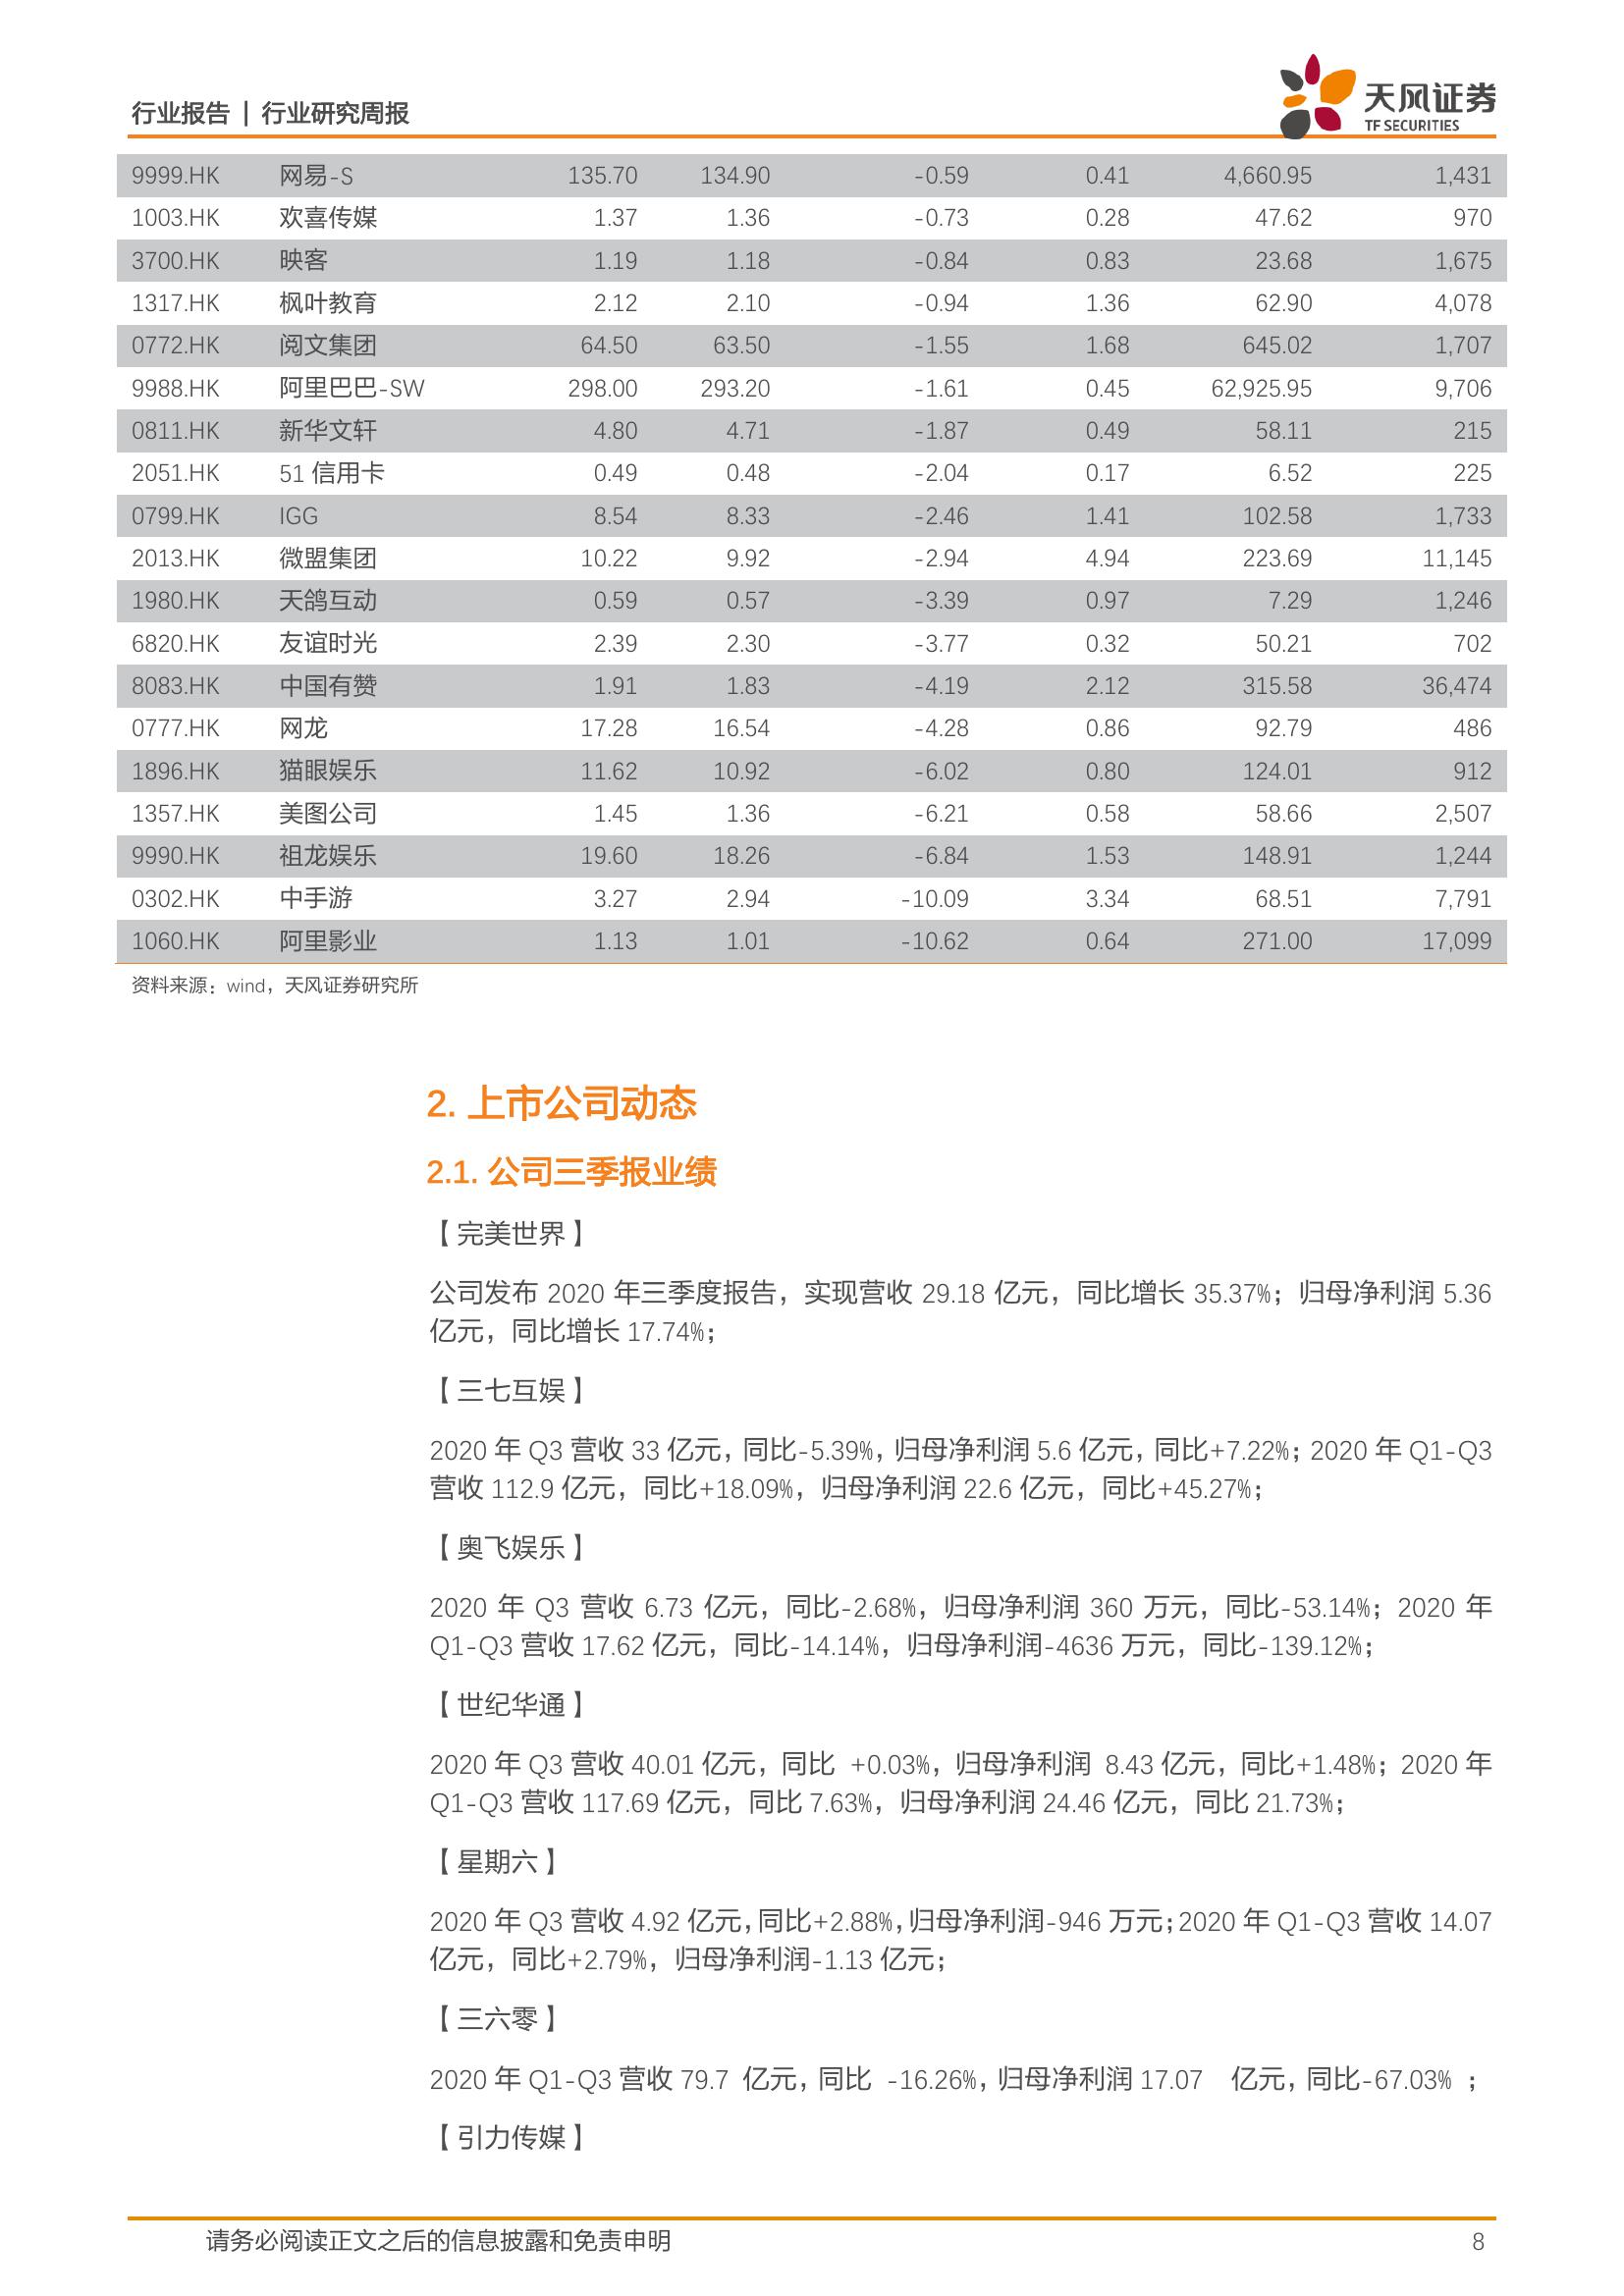 行业报告 | 行业研究周报
天风证券
TF SECURITIES
9999.HK 网易-S 135.70 134.90 -0.59 0.41 4,660.95 1,431
1003.HK 欢喜传媒 1.37 1.36 -0.73 0.28 47.62 970
3700.HK 映客 1.19 1.18 -0.84 0.83 23.68 1,675
1317.HK 枫叶教育 2.12 2.10 -0.94 1.36 62.90 4,078
0772.HK 阅文集团 64.50 63.50 -1.55 1.68 645.02 1,707
9988.HK 阿里巴巴-SW 298.00 293.20 -1.61 0.45 62,925.95 9,706
0811.HK 新华文轩 4.80 4.71 -1.87 0.49 58.11 215
2051.HK 51 信用卡 0.49 0.48 -2.04 0.17 6.52 225
0799.HK IGG 8.54 8.33 -2.46 1.41 102.58 1,733
2013.HK 微盟集团 10.22 9.92 -2.94 4.94 223.69 11,145
1980.HK 天鸽互动 0.59 0.57 -3.39 0.97 7.29 1,246
6820.HK 友谊时光 2.39 2.30 -3.77 0.32 50.21 702
8083.HK 中国有赞 1.91 1.83 -4.19 2.12 315.58 36,474
0777.HK 网龙 17.28 16.54 -4.28 0.86 92.79 486
1896.HK 猫眼娱乐 11.62 10.92 -6.02 0.80 124.01 912
1357.HK 美图公司 1.45 1.36 -6.21 0.58 58.66 2,507
9990.HK 祖龙娱乐 19.60 18.26 -6.84 1.53 148.91 1,244
0302.HK 中手游 3.27 2.94 -10.09 3.34 68.51 7,791
1060.HK 阿里影业 1.13 1.01 -10.62 0.64 271.00 17,099
资料来源：wind，天风证券研究所
2. 上市公司动态
2.1. 公司三季报业绩
【完美世界】
公司发布 2020 年三季度报告，实现营收 29.18 亿元，同比增长 35.37%；归母净利润 5.36
亿元，同比增长 17.74%；
【三七互娱】
2020 年 Q3 营收 33 亿元，同比-5.39%，归母净利润 5.6 亿元，同比+7.22%；2020 年 Q1-Q3
营收 112.9 亿元，同比+18.09%，归母净利润 22.6 亿元，同比+45.27%；
【奥飞娱乐】
2020 年 Q3 营收 6.73 亿元，同比-2.68%，归母净利润 360 万元，同比-53.14%；2020 年
Q1-Q3 营收 17.62 亿元，同比-14.14%，归母净利润-4636 万元，同比-139.12%；
【世纪华通】
2020 年 Q3 营收 40.01 亿元，同比 +0.03%，归母净利润 8.43 亿元，同比+1.48%；2020 年
Q1-Q3 营收 117.69 亿元，同比 7.63%，归母净利润 24.46 亿元，同比 21.73%；
【星期六】
2020 年 Q3 营收 4.92 亿元，同比+2.88%，归母净利润-946 万元；2020 年 Q1-Q3 营收 14.07
亿元，同比+2.79%，归母净利润-1.13 亿元；
【三六零】
2020 年 Q1-Q3 营收 79.7 亿元，同比 -16.26%，归母净利润 17.07 亿元，同比-67.03% ；
【引力传媒】
请务必阅读正文之后的信息披露和免责申明 8